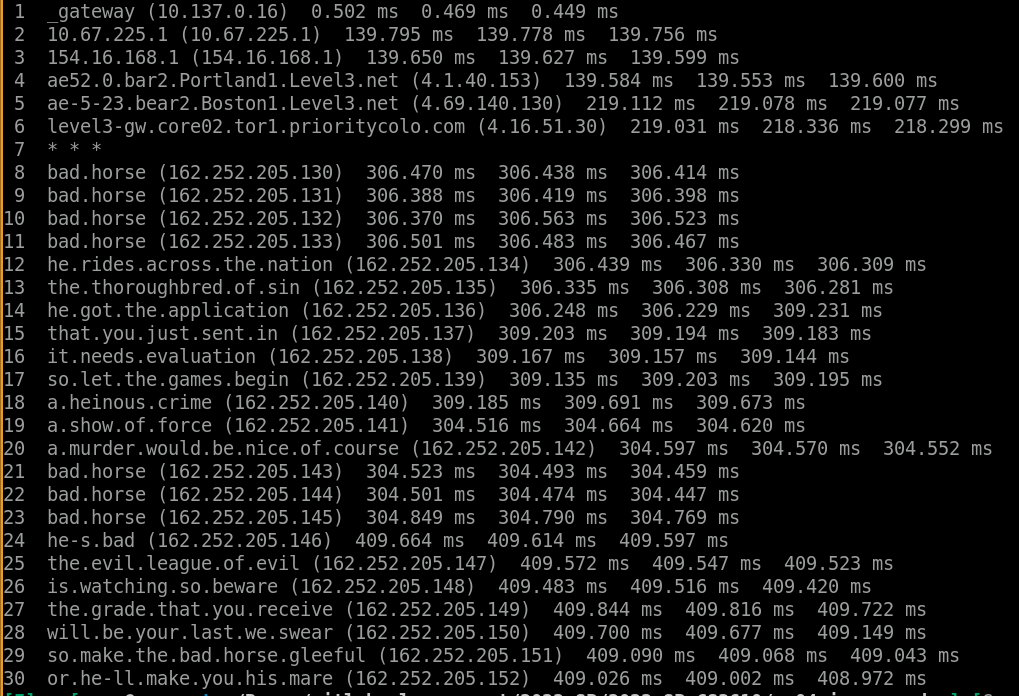 1 _gateway (10.137.0.16) 0.502 ms 0.469 ms 0.449 ms
2 10.67.225.1 (10.67.225.1) 139.795 ms 139.778 ms 139.756 ms
3 154.16.168.1 (154.16.168.1) 139.650 ms 139.627 ms 139.599 ms
4 ae52.0.bar2.Portland1.Level3.net (4.1.40.153) 139.584 ms 139.553 ms 139.600 ms
5 ae-5-23.bear2.Boston1.Level3.net (4.69.140.130) 219.112 ms 219.078 ms 219.077 ms
6 level3-gw.core02.tor1.prioritycolo.com (4.16.51.30) 219.031 ms 218.336 ms 218.299 ms
7 * * *
8 bad.horse (162.252.205.130) 306.470 ms 306.438 ms 306.414 ms
9 bad.horse (162.252.205.131) 306.388 ms 306.419 ms 306.398 ms
10 bad.horse (162.252.205.132) 306.370 ms 306.563 ms 306.523 ms
11 bad.horse (162.252.205.133) 306.501 ms 306.483 ms 306.467 ms
12 he.rides.across.the.nation (162.252.205.134) 306.439 ms 306.330 ms 306.309 ms
13 the.thoroughbred.of.sin (162.252.205.135) 306.335 ms 306.308 ms 306.281 ms
14 he.got.the.application (162.252.205.136) 306.248 ms 306.229 ms 309.231 ms
15 that.you.just.sent.in (162.252.205.137) 309.203 ms 309.194 ms 309.183 ms
16 it.needs.evaluation (162.252.205.138) 309.167 ms 309.157 ms 309.144 ms
17 so.let.the.games.begin (162.252.205.139) 309.135 ms 309.203 ms 309.195 ms
18 a.heinous.crime (162.252.205.140) 309.185 ms 309.691 ms 309.673 ms
19 a.show.of.force (162.252.205.141) 304.516 ms 304.664 ms 304.620 ms
20 a.murder.would.be.nice.of.course (162.252.205.142) 304.597 ms 304.570 ms 304.552 ms
21 bad.horse (162.252.205.143) 304.523 ms 304.493 ms 304.459 ms
22 bad.horse (162.252.205.144) 304.501 ms 304.474 ms 304.447 ms
23 bad.horse (162.252.205.145) 304.849 ms 304.790 ms 304.769 ms
24 he-s.bad (162.252.205.146) 409.664 ms 409.614 ms 409.597 ms
25 the.evil.league.of.evil (162.252.205.147) 409.572 ms 409.547 ms 409.523 ms
26 is.watching.so.beware (162.252.205.148) 409.483 ms 409.516 ms 409.420 ms
27 the.grade.that.you.receive (162.252.205.149) 409.844 ms 409.816 ms 409.722 ms
28 will.be.your.last.we.swear (162.252.205.150) 409.700 ms 409.677 ms 409.149 ms
29 so.make.the.bad.horse.gleeful (162.252.205.151) 409.090 ms 409.068 ms 409.043 ms
30 or.he-ll.make.you.his.mare (162.252.205.152) 409.026 ms 409.002 ms 408.972 ms